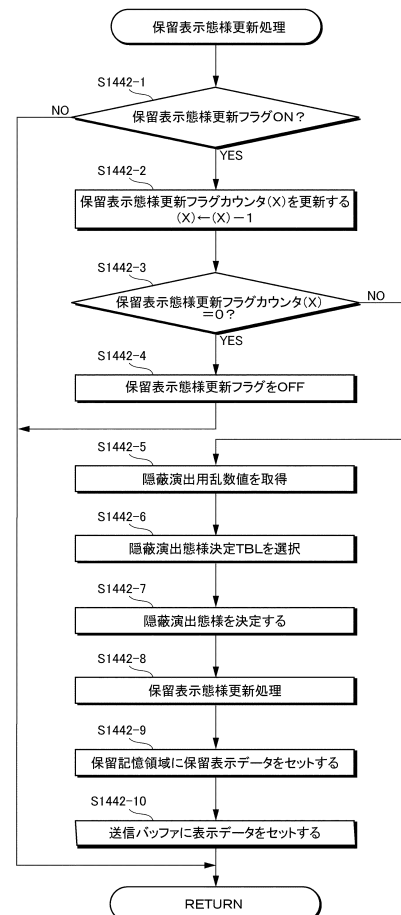 保留表示態様更新処理
S1442-1
保留表示態様更新フラグON?
NO
YES
S1442-2
保留表示態様更新フラグカウンタ(X)を更新する
(X)←(X)-1
S1442-3
保留表示態様更新フラグカウンタ(X)
=0?
NO
YES
S1442-4
保留表示態様更新フラグをOFF
S1442-5
隠蔽演出用乱数値を取得
S1442-6
隠蔽演出態様決定TBLを選択
S1442-7
隠蔽演出態様を決定する
S1442-8
保留表示態様更新処理
S1442-9
保留記憶領域に保留表示データをセットする
S1442-10
送信バッファに表示データをセットする
RETURN